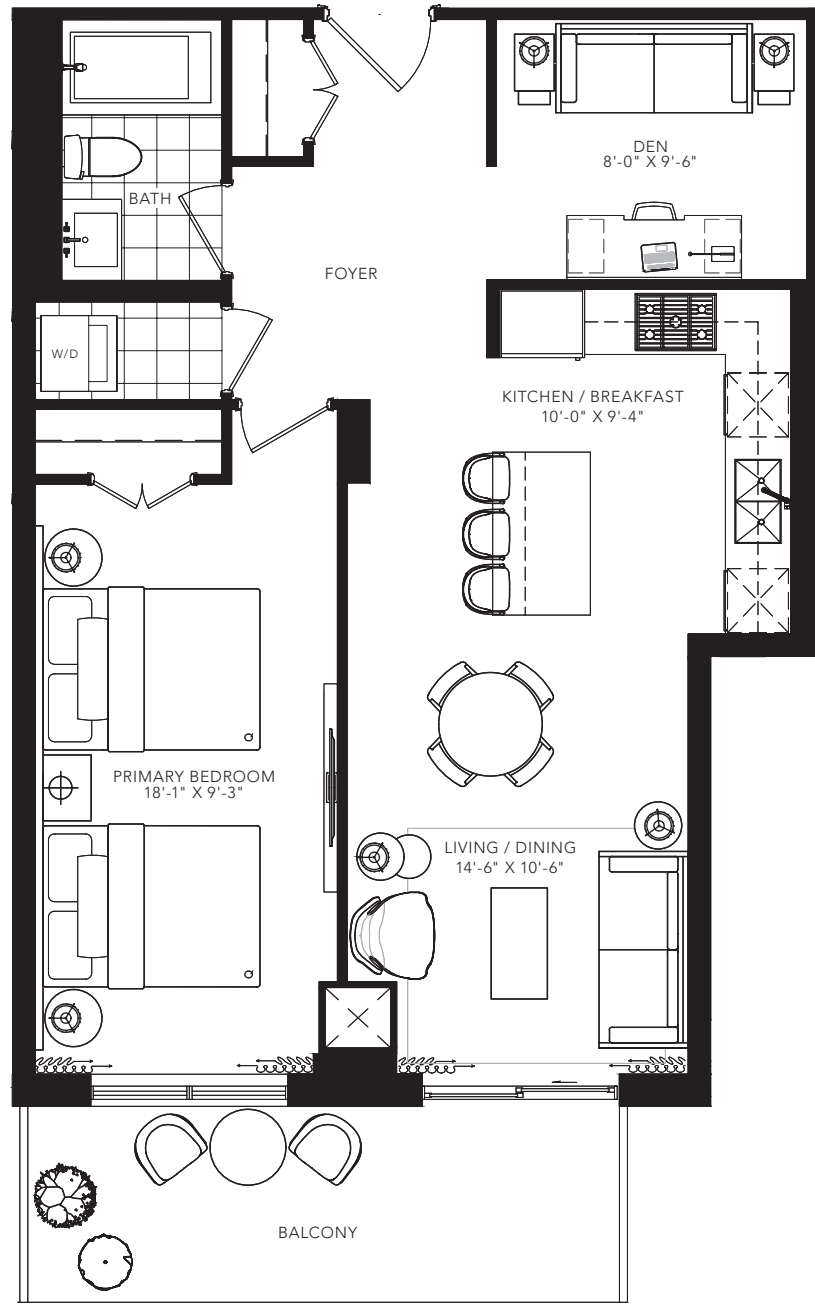 DEN
8'-0" X 9'-6"
BATH
FOYER
W/D
KITCHEN / BREAKFAST
10'-0" X 9'-4"
Q
PRIMARY BEDROOM
18'-1" X 9'-3"
LIVING / DINING
14'-6" X 10'-6"
Q
BALCONY